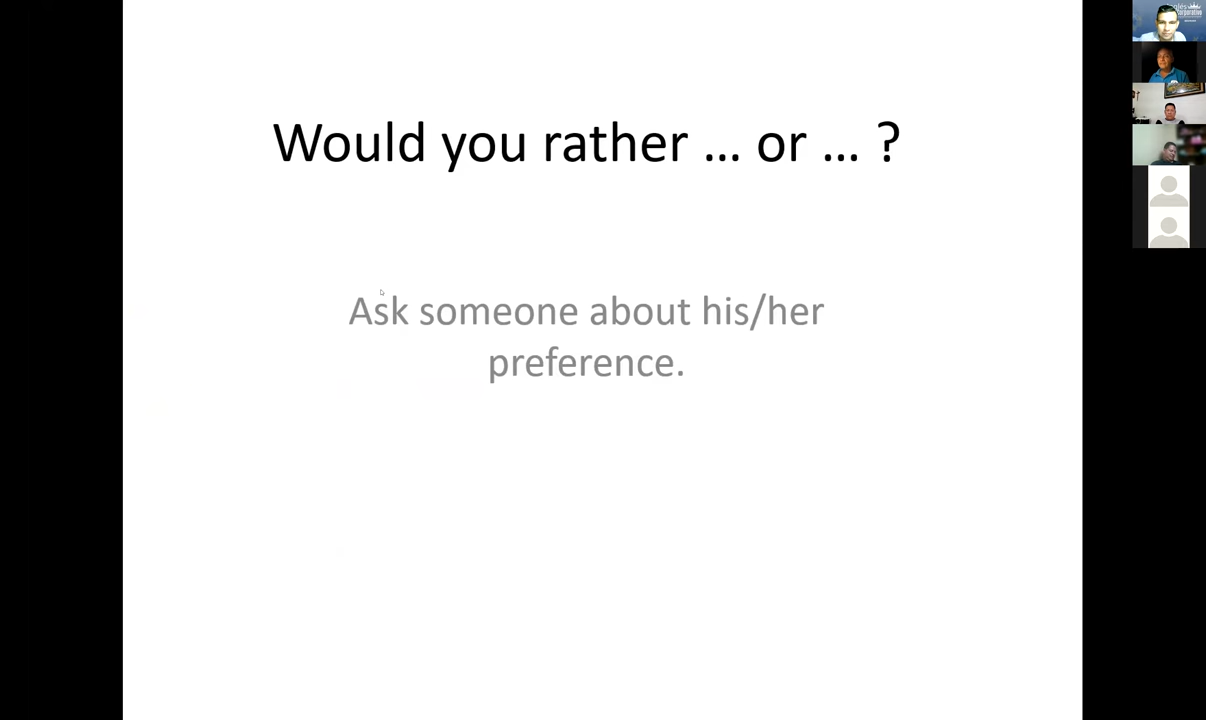 Would you rather ... or ... ?
Ask someone about his/her
preference.